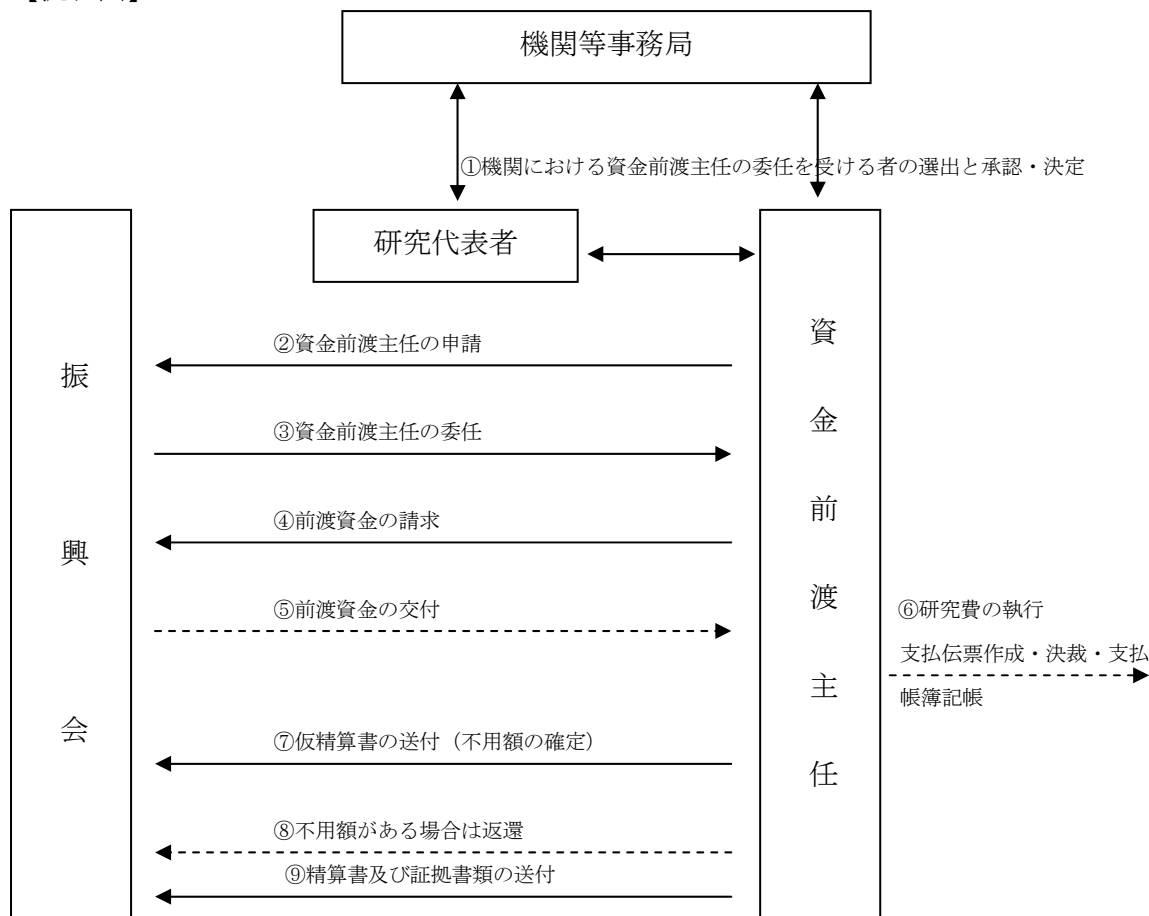 機関等事務局
①機関における資金前渡主任の委任を受ける者の選出と承認・決定
研究代表者
振興会
資金前渡主任
②資金前渡主任の申請
③資金前渡主任の委任
④前渡資金の請求
⑤前渡資金の交付
⑥研究費の執行
支払伝票作成・決裁・支払
帳簿記帳
⑦仮精算書の送付（不用額の確定）
⑧不用額がある場合は返還
⑨精算書及び証拠書類の送付